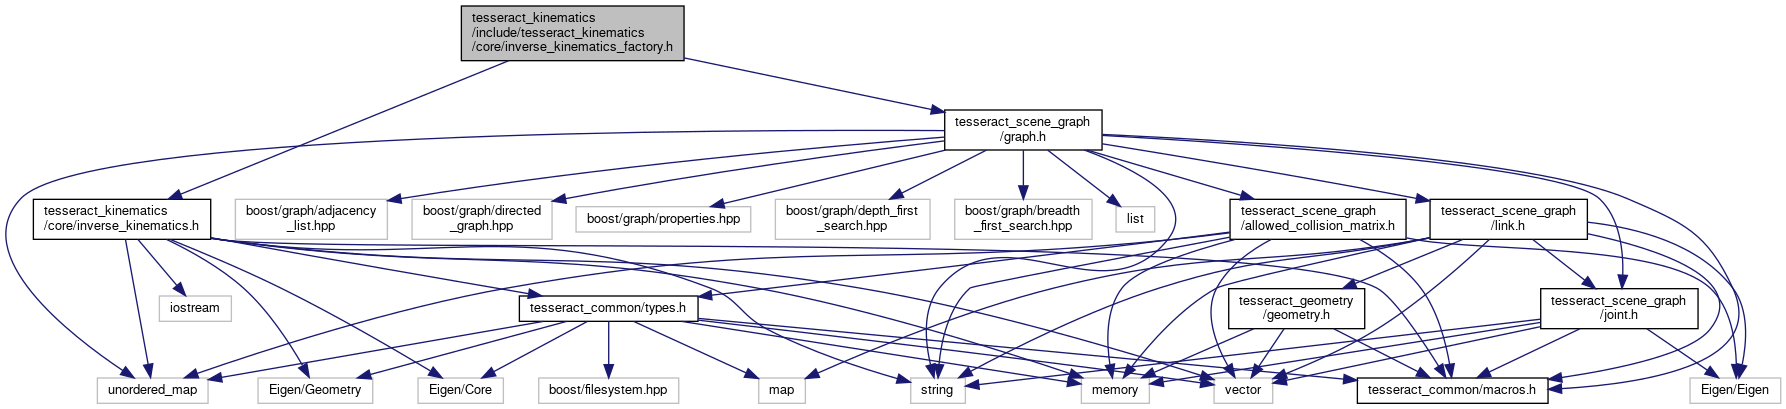 tesseract_kinematics
/include/tesseract_kinematics
/core/inverse_kinematics_factory.h
tesseract_scene_graph
/graph.h
tesseract_kinematics
/core/inverse_kinematics.h
boost/graph/adjacency
_list.hpp
boost/graph/directed
_graph.hpp
boost/graph/properties.hpp
boost/graph/depth_first
_search.hpp
boost/graph/breadth
_first_search.hpp
list
tesseract_scene_graph
/allowed_collision_matrix.h
tesseract_scene_graph
/link.h
iostream
tesseract_common/types.h
tesseract_geometry
/geometry.h
tesseract_scene_graph
/joint.h
unordered_map
Eigen/Geometry
Eigen/Core
boost/filesystem.hpp
map
string
memory
vector
tesseract_common/macros.h
Eigen/Eigen